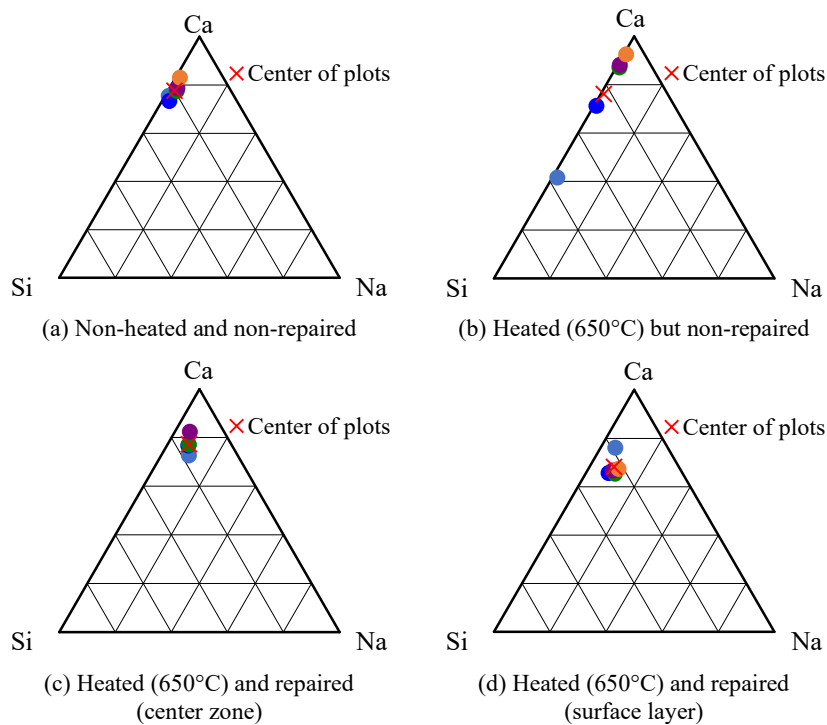 Ca
Center of plots
Si
Na
(a) Non-heated and non-repaired
Ca
Center of plots
Si
Na
(b) Heated (650°C) but non-repaired
Ca
Center of plots
Si
Na
(c) Heated (650°C) and repaired
(center zone)
Ca
Center of plots
Si
Na
(d) Heated (650°C) and repaired
(surface layer)